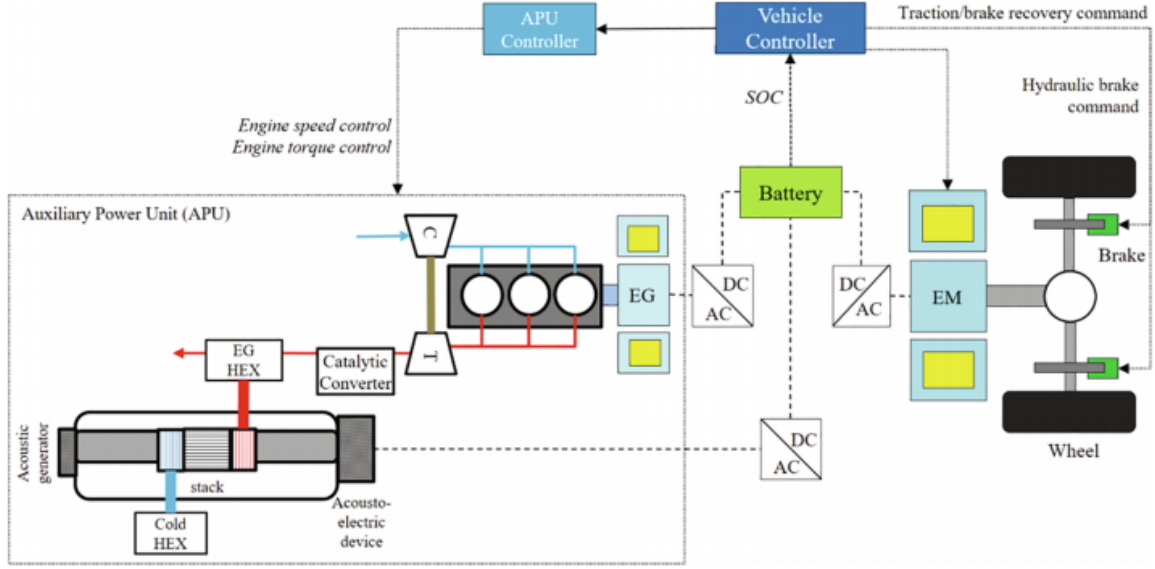 APU
Controller
Vehicle
Controller
Traction/brake recovery command
Hydraulic brake
command
SOC
Engine speed control
Engine torque control
Battery
Auxiliary Power Unit (APU)
C
Brake
EG
DC
AC
DC
AC
EM
T
EG
HEX
Catalytic
Converter
Acoustic
generator
DC
AC
Wheel
stack
Acousto-
electric
device
Cold
HEX